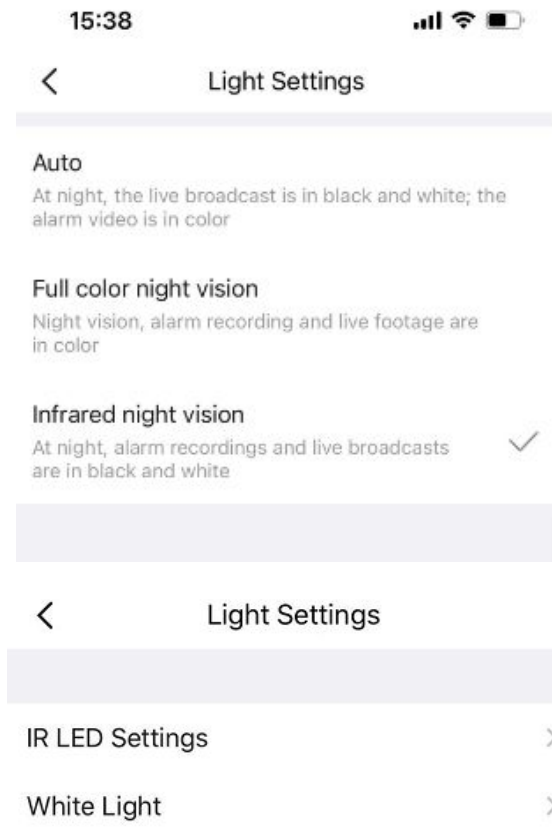 15:38
Light Settings
Auto
At night, the live broadcast is in black and white; the
alarm video is in color
Full color night vision
Night vision, alarm recording and live footage are
in color
Infrared night vision
At night, alarm recordings and live broadcasts
are in black and white
Light Settings
IR LED Settings
White Light